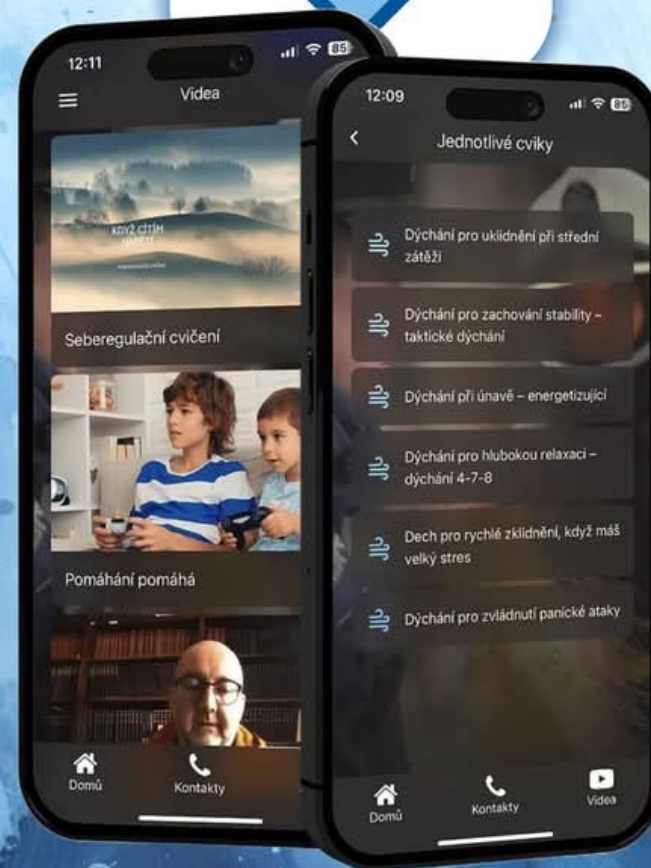 12:11
85
Videa
KDYŽ CÍTÍM
Seberegulační cvičení
Pomáhání pomáhá
Domů
Kontakty
12:09
85
Jednotlivé cviky
Dýchání pro uklidnění při střední
zátěži
Dýchání pro zachování stability –
taktické dýchání
Dýchání při únavě – energetizující
Dýchání pro hlubokou relaxaci –
dýchání 4-7-8
Dech pro rychlé zklidnění, když máš
velký stres
Dýchání pro zvládnutí panické ataky
Domů
Kontakty
Videa